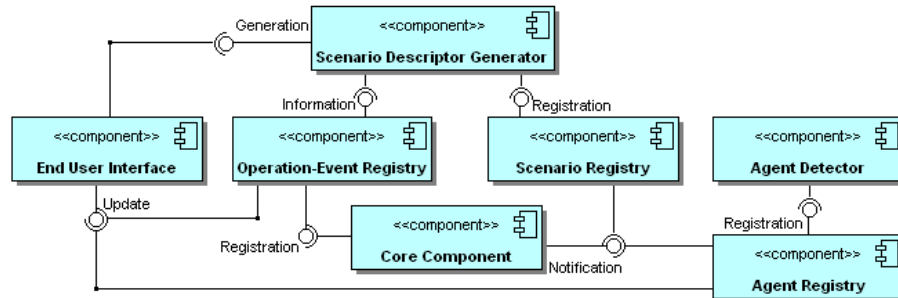 Generation
<<component>>
Scenario Descriptor Generator
Information
Registration
<<component>>
End User Interface
<<component>>
Operation-Event Registry
<<component>>
Scenario Registry
<<component>>
Agent Detector
Update
Registration
<<component>>
Core Component
Notification
Registration
<<component>>
Agent Registry